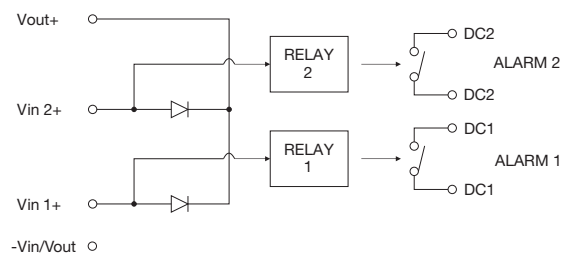 Vout+
DC2
RELAY
2
ALARM 2
Vin 2+
DC2
DC1
RELAY
1
ALARM 1
DC1
Vin 1+
-Vin/Vout